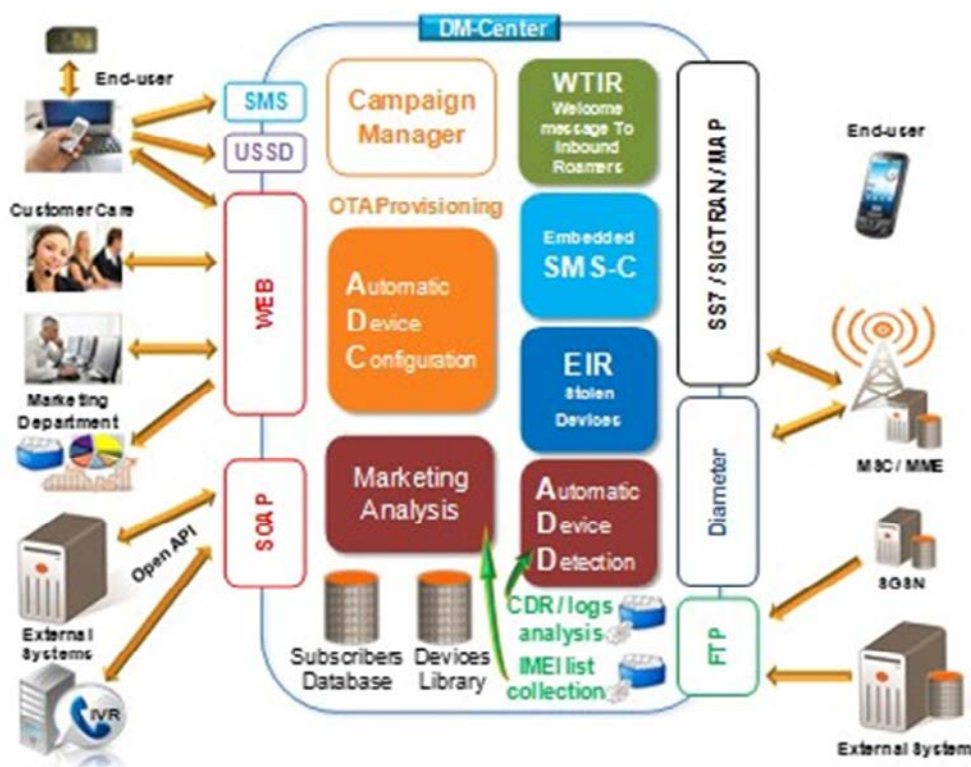 DM-Center
End-user
SMS
USSD
Campaign
Manager
WTIR
Welcome
message To
Inbound
Roamers
SS7 / SIGTRAN / MAP
End-user
Customer Care
WEB
OTA Provisioning
Automatic
Device
Configuration
Embedded
SMS-C
EIR
Stolen
Devices
Marketing
Department
MSC / MME
Diameter
SOAP
Open API
Marketing
Analysis
Automatic
Device
Detection
SGSN
External
Systems
Subscribers
Database
Devices
Library
CDR / logs
analysis
IMEI list
collection
FTP
IVR
External System